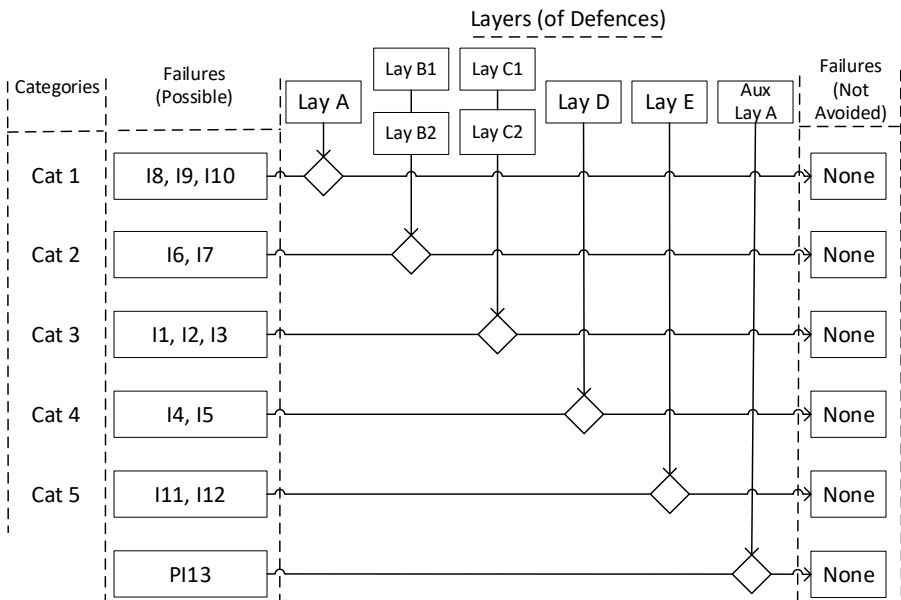 Layers (of Defences)
Categories
Failures
(Possible)
Lay A
Lay B1
Lay B2
Lay C1
Lay C2
Lay D
Lay E
Aux
Lay A
Failures
(Not
Avoided)
Cat 1
I8, I9, I10
None
Cat 2
I6, I7
None
Cat 3
I1, I2, I3
None
Cat 4
I4, I5
None
Cat 5
I11, I12
None
PI13
None